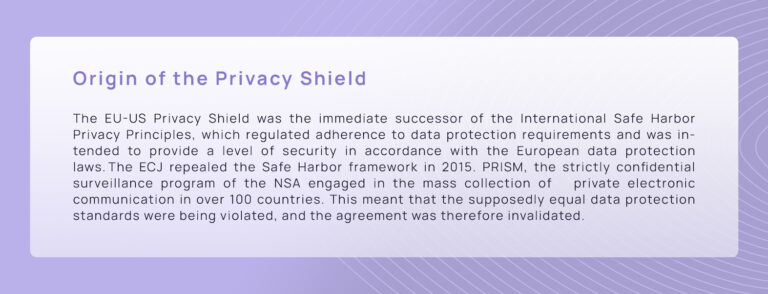 Origin of the Privacy Shield
The EU-US Privacy Shield was the immediate successor of the International Safe Harbor
Privacy Principles, which regulated adherence to data protection requirements and was in-
tended to provide a level of security in accordance with the European data protection
laws. The ECJ repealed the Safe Harbor framework in 2015. PRISM, the strictly confidential
surveillance program of the NSA engaged in the mass collection of private electronic
communication in over 100 countries. This meant that the supposedly equal data protection
standards were being violated, and the agreement was therefore invalidated.